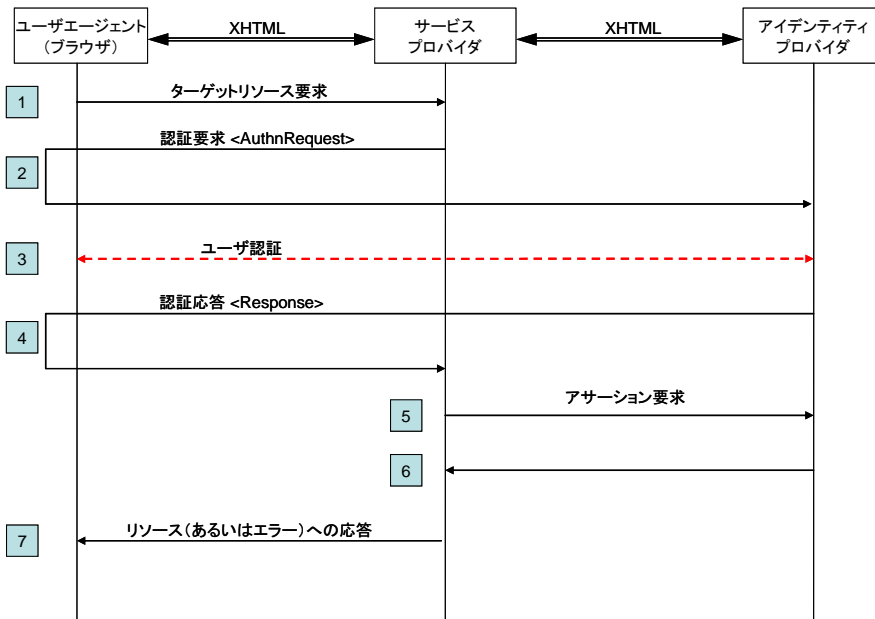 ユーザエージェント
(ブラウザ)
XHTML
サービス
プロバイダ
XHTML
アイデンティティ
プロバイダ
1
ターゲットリソース要求
認証要求 <AuthnRequest>
2
ユーザ認証
3
認証応答 <Response>
4
アサーション要求
5
6
リソース(あるいはエラー)への応答
7